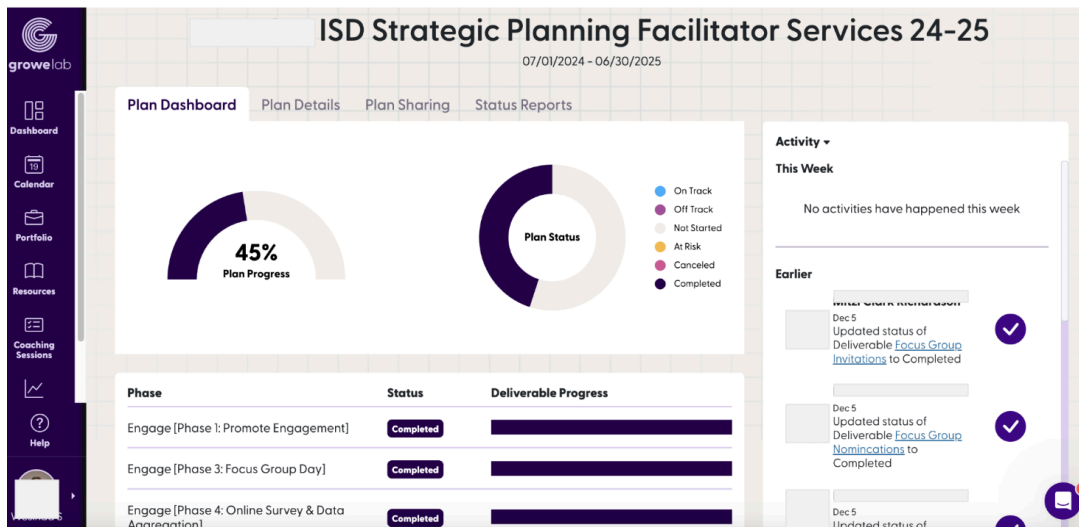 growelab
Dashboard
19
Calendar
Portfolio
Resources
Coaching
Sessions
?
Help
ISD Strategic Planning Facilitator Services 24-25
07/01/2024 - 06/30/2025
Plan Dashboard Plan Details Plan Sharing Status Reports
45%
Plan Progress
Plan Status
On Track
Off Track
Not Started
At Risk
Canceled
Completed
Phase Status Deliverable Progress
Engage [Phase 1: Promote Engagement] Completed
Engage [Phase 3: Focus Group Day] Completed
Engage [Phase 4: Online Survey & Data
Aggregation] Completed
Activity
This Week
No activities have happened this week
Earlier
Dec 5
Updated status of
Deliverable Focus Group
Invitations to Completed
Dec 5
Updated status of
Deliverable Focus Group
Nomincations to
Completed
Dec 5
Updated status of